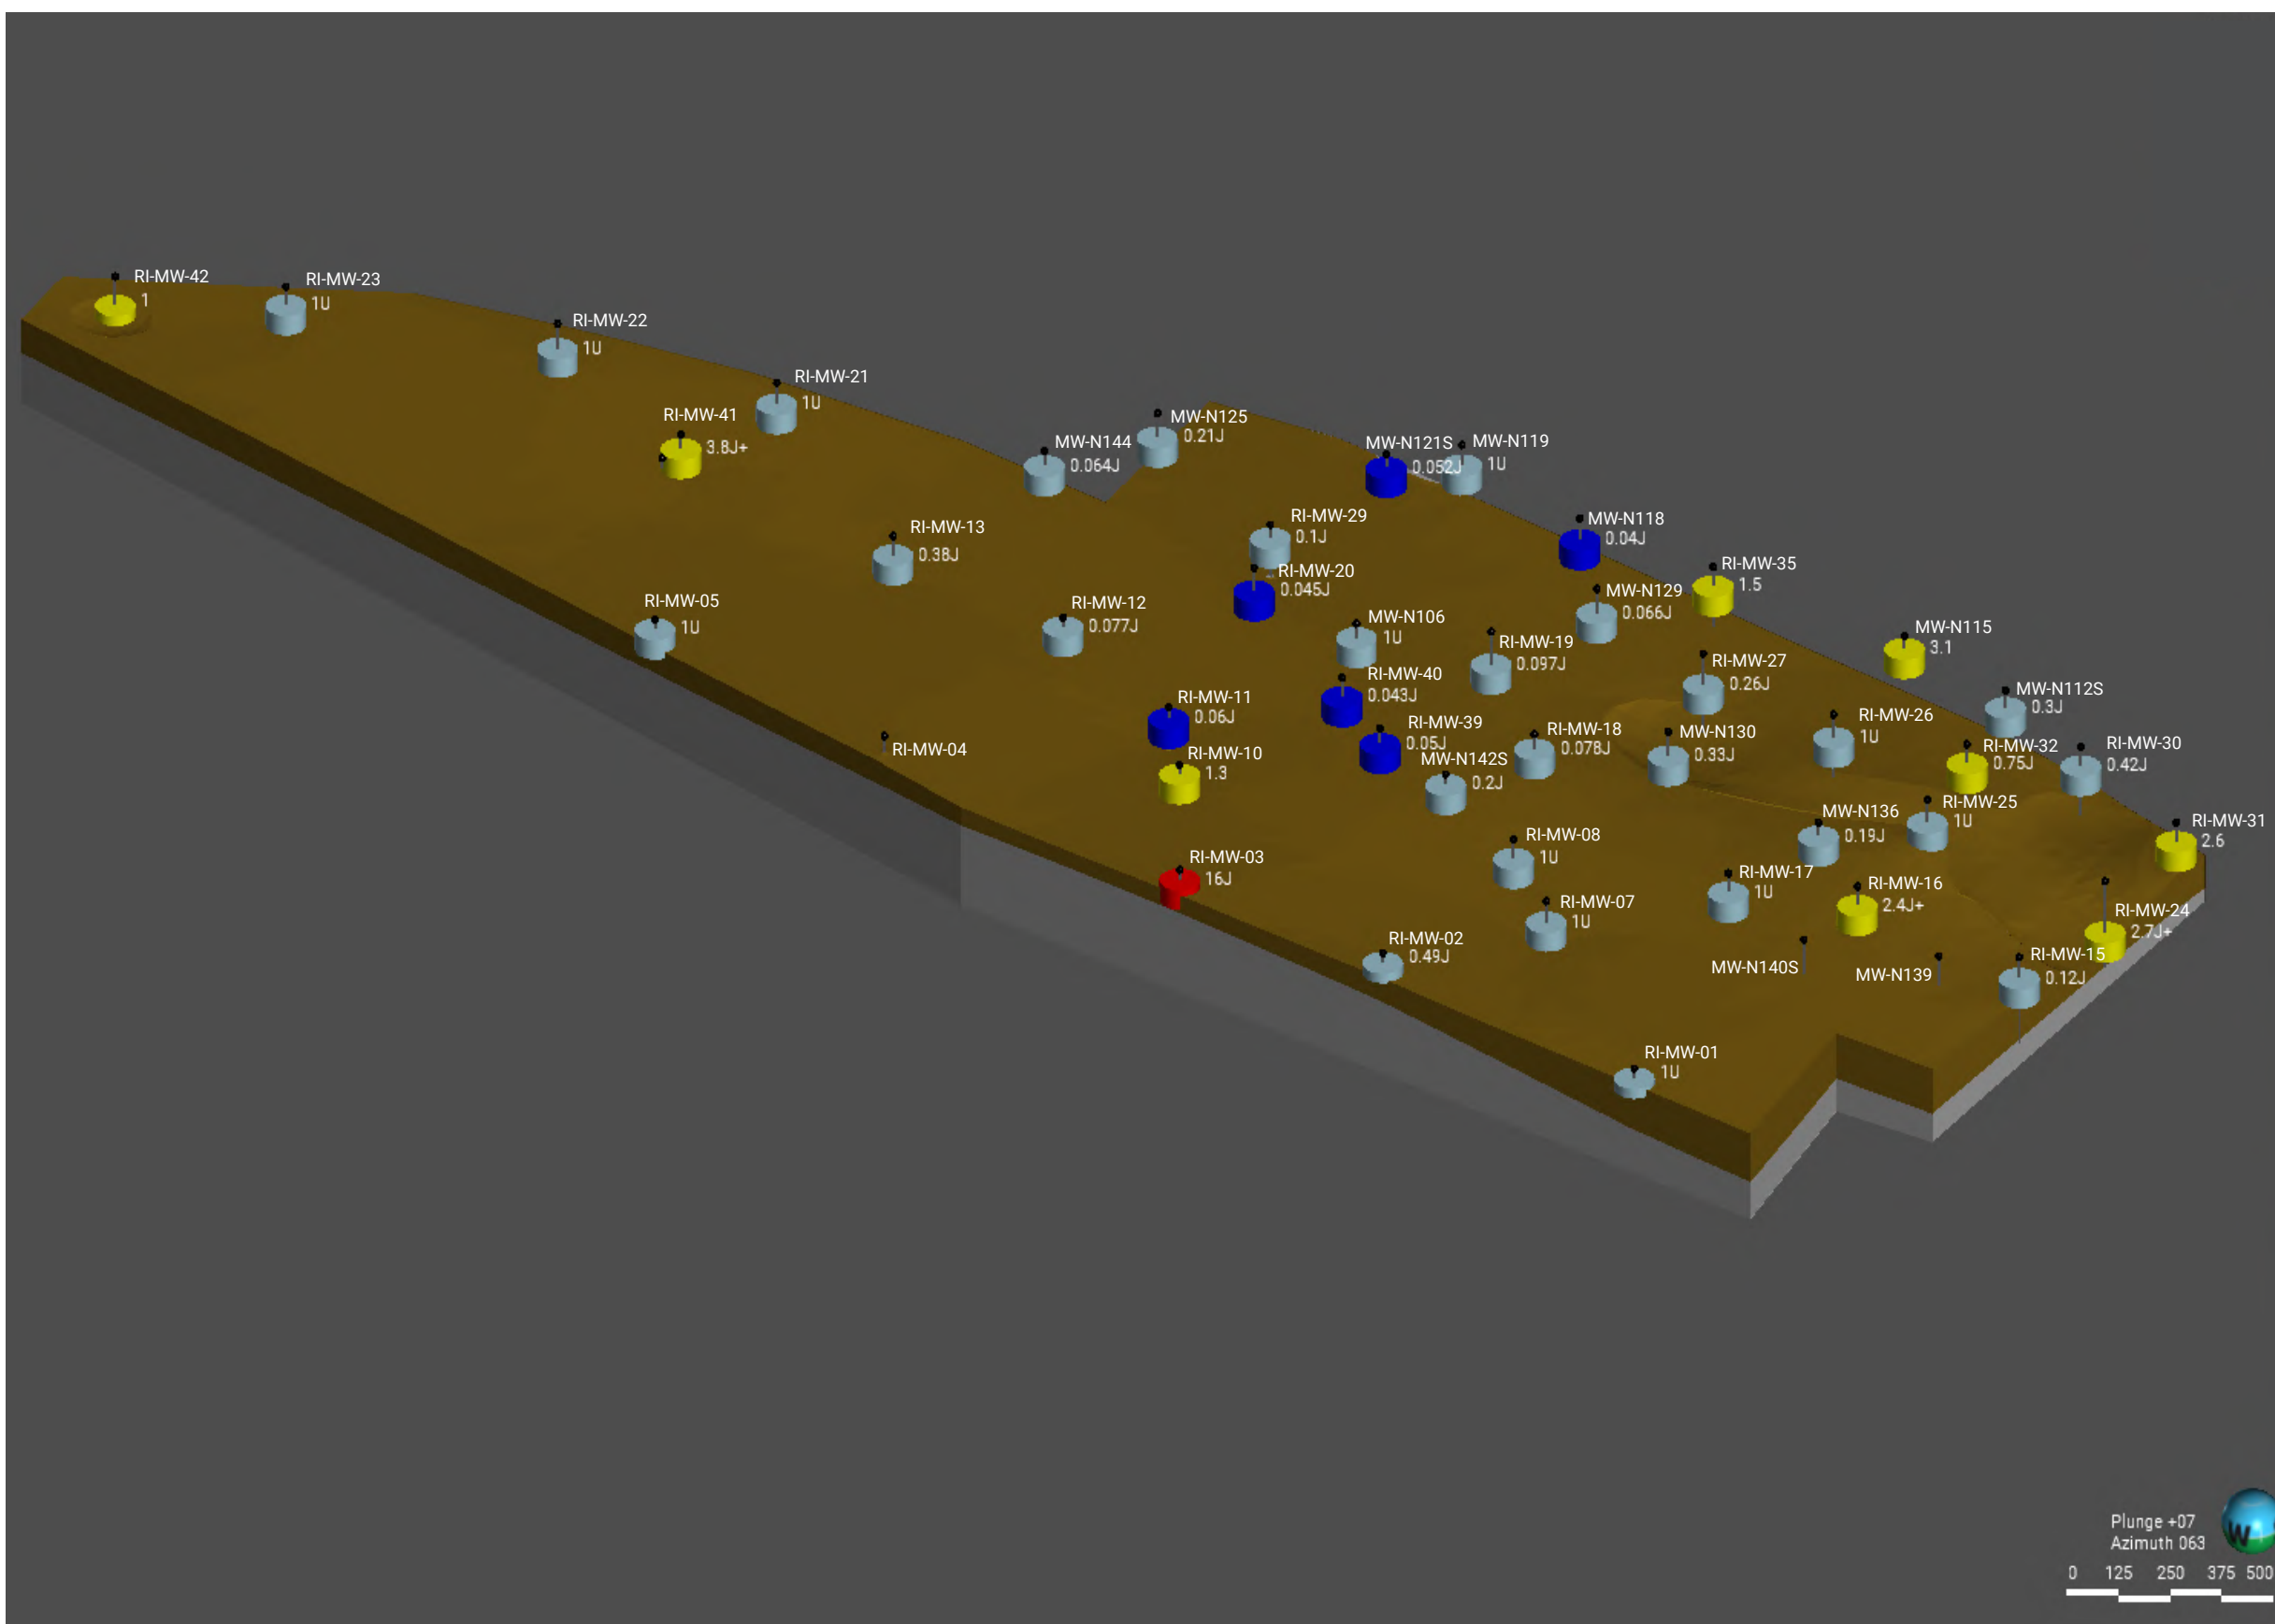 RI-MW-42
1
RI-MW-23
1U
RI-MW-22
1U
RI-MW-21
1U
RI-MW-41
3.8J+
MW-N144
0.064J
MW-N125
0.21J
MW-N121S
0.052J
MW-N119
1U
RI-MW-13
0.38J
RI-MW-29
0.1J
MW-N118
0.04J
RI-MW-20
0.045J
RI-MW-35
1.5
RI-MW-05
1U
RI-MW-12
0.077J
MW-N129
0.066J
MW-N106
1U
RI-MW-19
0.097J
MW-N115
3.1
RI-MW-27
0.26J
RI-MW-40
0.043J
RI-MW-11
0.06J
MW-N112S
0.3J
RI-MW-26
1U
RI-MW-39
0.05J
RI-MW-18
0.078J
MW-N130
0.33J
RI-MW-04
RI-MW-10
1.3
MW-N142S
0.2J
RI-MW-32
0.75J
RI-MW-30
0.42J
RI-MW-25
1U
MW-N136
0.19J
RI-MW-31
2.6
RI-MW-08
1U
RI-MW-03
16J
RI-MW-17
1U
RI-MW-16
2.4J+
RI-MW-07
1U
RI-MW-24
2.7J+
RI-MW-02
0.49J
MW-N140S
MW-N139
RI-MW-15
0.12J
RI-MW-01
1U
Plunge +07
Azimuth 063
W
0 125 250 375 500